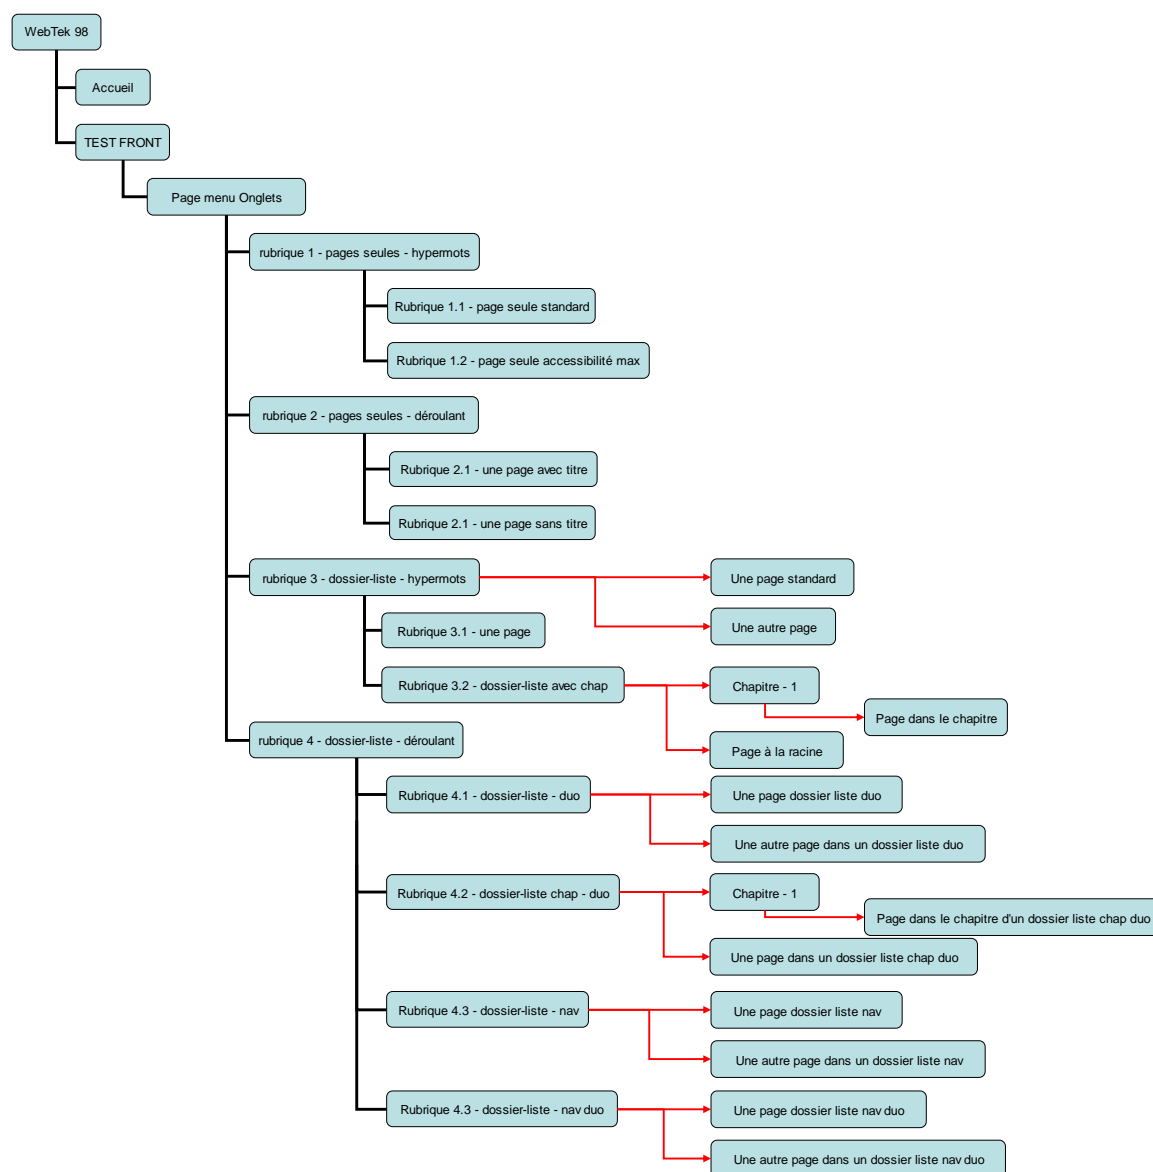 WebTek 98
Accueil
TEST FRONT
Page menu Onglets
rubrique 1 - pages seules - hypermots
Rubrique 1.1 - page seule standard
Rubrique 1.2 - page seule accessibilité max
rubrique 2 - pages seules - déroulant
Rubrique 2.1 - une page avec titre
Rubrique 2.1 - une page sans titre
rubrique 3 - dossier-liste - hypermots
Une page standard
Une autre page
Rubrique 3.1 - une page
Rubrique 3.2 - dossier-liste avec chap
Chapitre - 1
Page dans le chapitre
Page à la racine
rubrique 4 - dossier-liste - déroulant
Rubrique 4.1 - dossier-liste - duo
Une page dossier liste duo
Une autre page dans un dossier liste duo
Rubrique 4.2 - dossier-liste chap - duo
Chapitre - 1
Page dans le chapitre d'un dossier liste chap duo
Une page dans un dossier liste chap duo
Rubrique 4.3 - dossier-liste - nav
Une page dossier liste nav
Une autre page dans un dossier liste nav
Rubrique 4.3 - dossier-liste - nav duo
Une page dossier liste nav duo
Une autre page dans un dossier liste nav duo